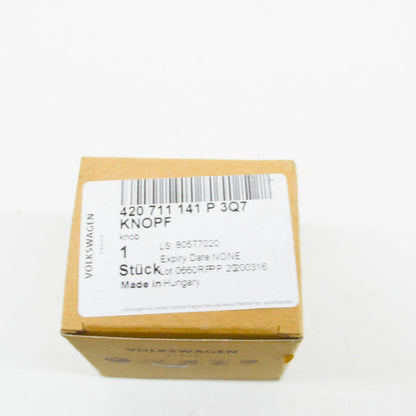 VOLKSWAGEN
GROUP
420 711 141 P 3Q7
KNOPF
knob
1 LS: 80577020
Expiry Date:NONE
Stück Lot 0660RPPP 20200316
Made in Hungary
VOLKSWAGEN